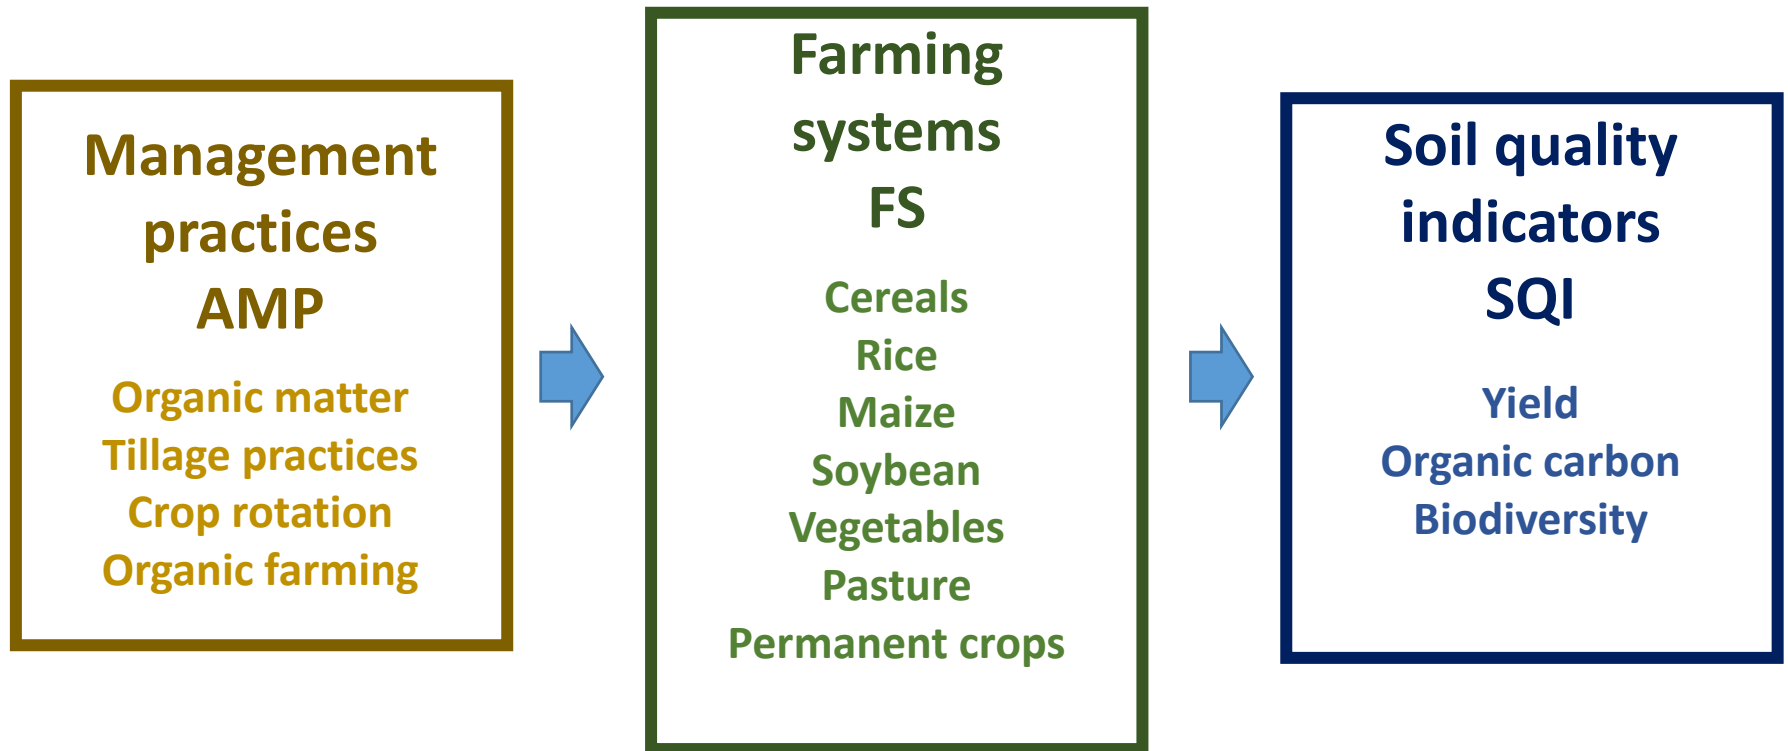 Management
practices
AMP
Organic matter
Tillage practices
Crop rotation
Organic farming
Farming
systems
FS
Cereals
Rice
Maize
Soybean
Vegetables
Pasture
Permanent crops
Soil quality
indicators
SQI
Yield
Organic carbon
Biodiversity